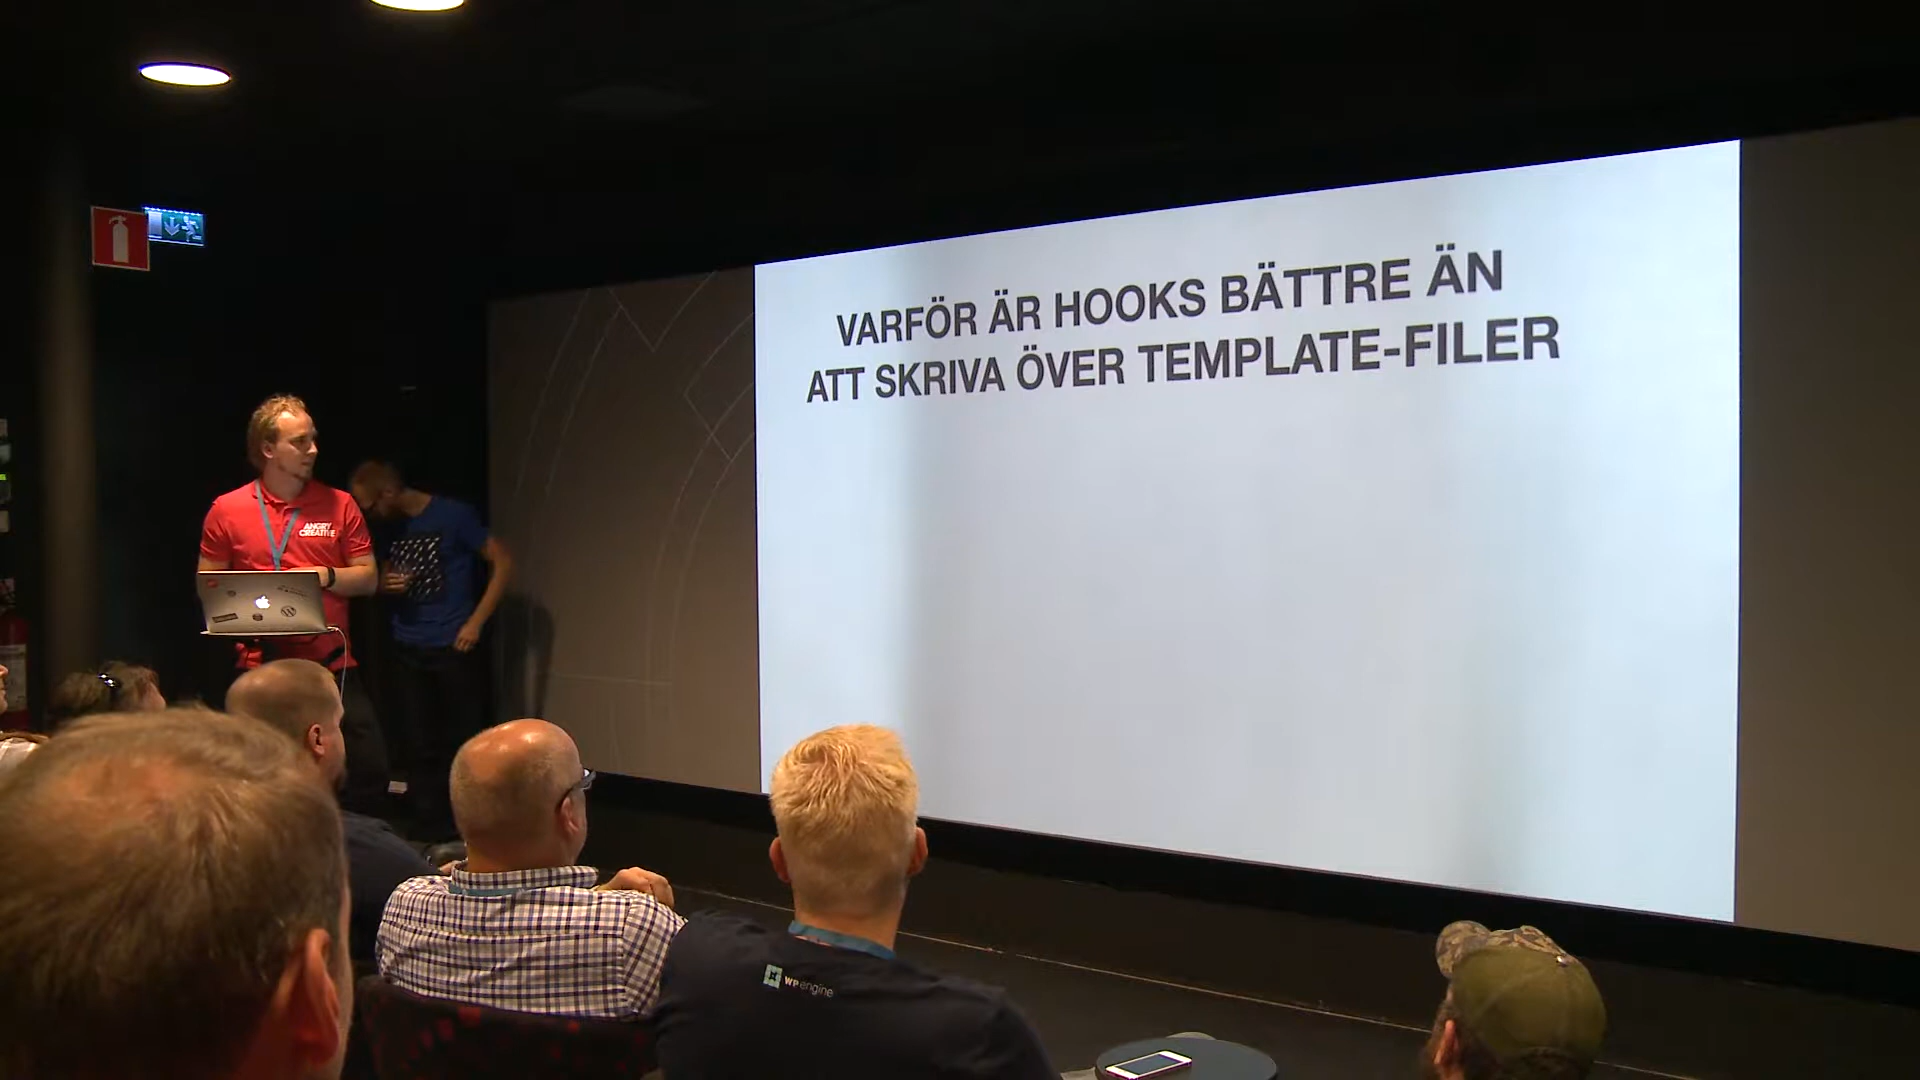 VARFÖR ÄR HOOKS BÄTTRE ÄN
ATT SKRIVA ÖVER TEMPLATE-FILER
ANGRY
CREATIVE
WP engine